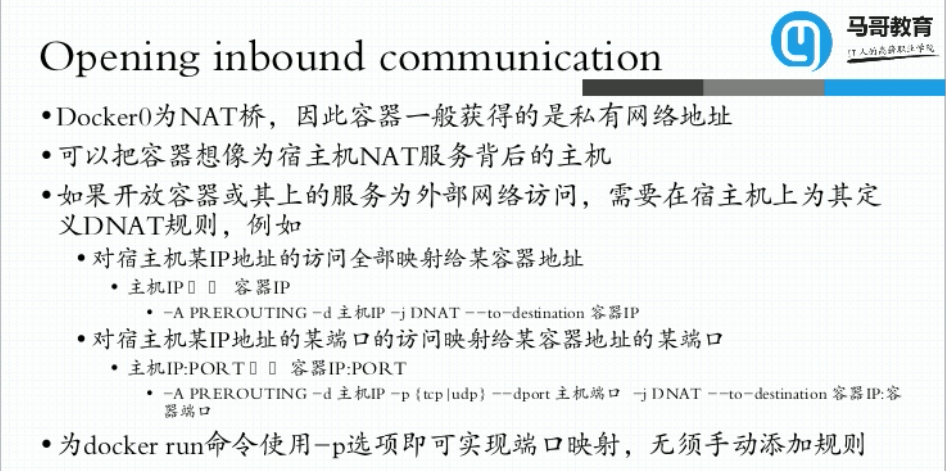 马哥教育
IT人的高薪职业学院
Opening inbound communication
•Docker0为NAT桥，因此容器一般获得的是私有网络地址
•可以把容器想像为宿主机NAT服务背后的主机
•如果开放容器或其上的服务为外部网络访问，需要在宿主机上为其定
义DNAT规则，例如
•对宿主机某IP地址的访问全部映射给某容器地址
•主机IP 容器IP
•-A PREROUTING -d 主机IP -j DNAT --to-destination 容器IP
•对宿主机某IP地址的某端口的访问映射给某容器地址的某端口
•主机IP:PORT 容器IP:PORT
•-A PREROUTING -d 主机IP -p {tcp|udp} --dport 主机端口 -j DNAT --to-destination 容器IP:容
器端口
•为docker run命令使用-p选项即可实现端口映射，无须手动添加规则